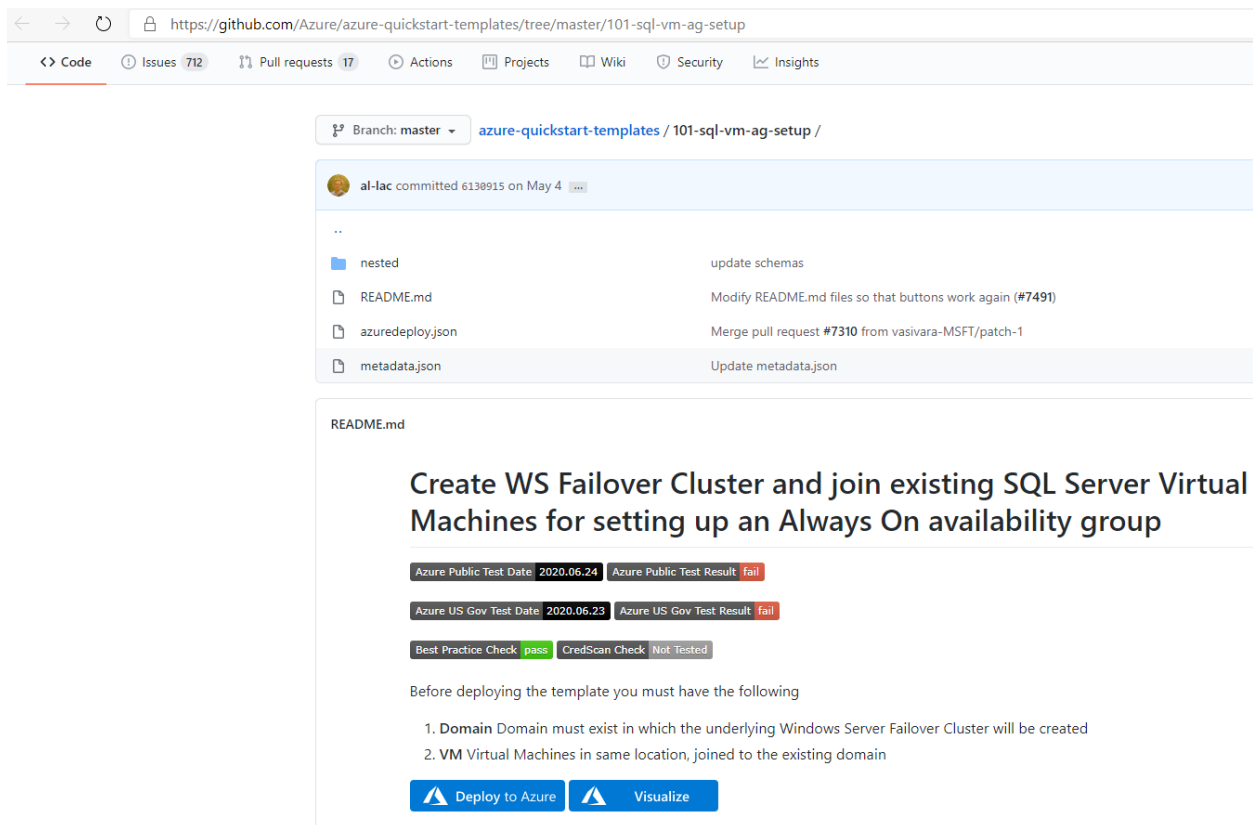 https://github.com/Azure/azure-quickstart-templates/tree/master/101-sql-vm-ag-setup
Code Issues 712 Pull requests 17 Actions Projects Wiki Security Insights
Branch: master azure-quickstart-templates / 101-sql-vm-ag-setup /
al-lac committed 6130915 on May 4 ...
..
nested update schemas
README.md Modify README.md files so that buttons work again (#7491)
azuredeploy.json Merge pull request #7310 from vasivara-MSFT/patch-1
metadata.json Update metadata.json
README.md
Create WS Failover Cluster and join existing SQL Server Virtual
Machines for setting up an Always On availability group
Azure Public Test Date 2020.06.24 Azure Public Test Result fail
Azure US Gov Test Date 2020.06.23 Azure US Gov Test Result fail
Best Practice Check pass CredScan Check Not Tested
Before deploying the template you must have the following
1. Domain Domain must exist in which the underlying Windows Server Failover Cluster will be created
2. VM Virtual Machines in same location, joined to the existing domain
Deploy to Azure Visualize